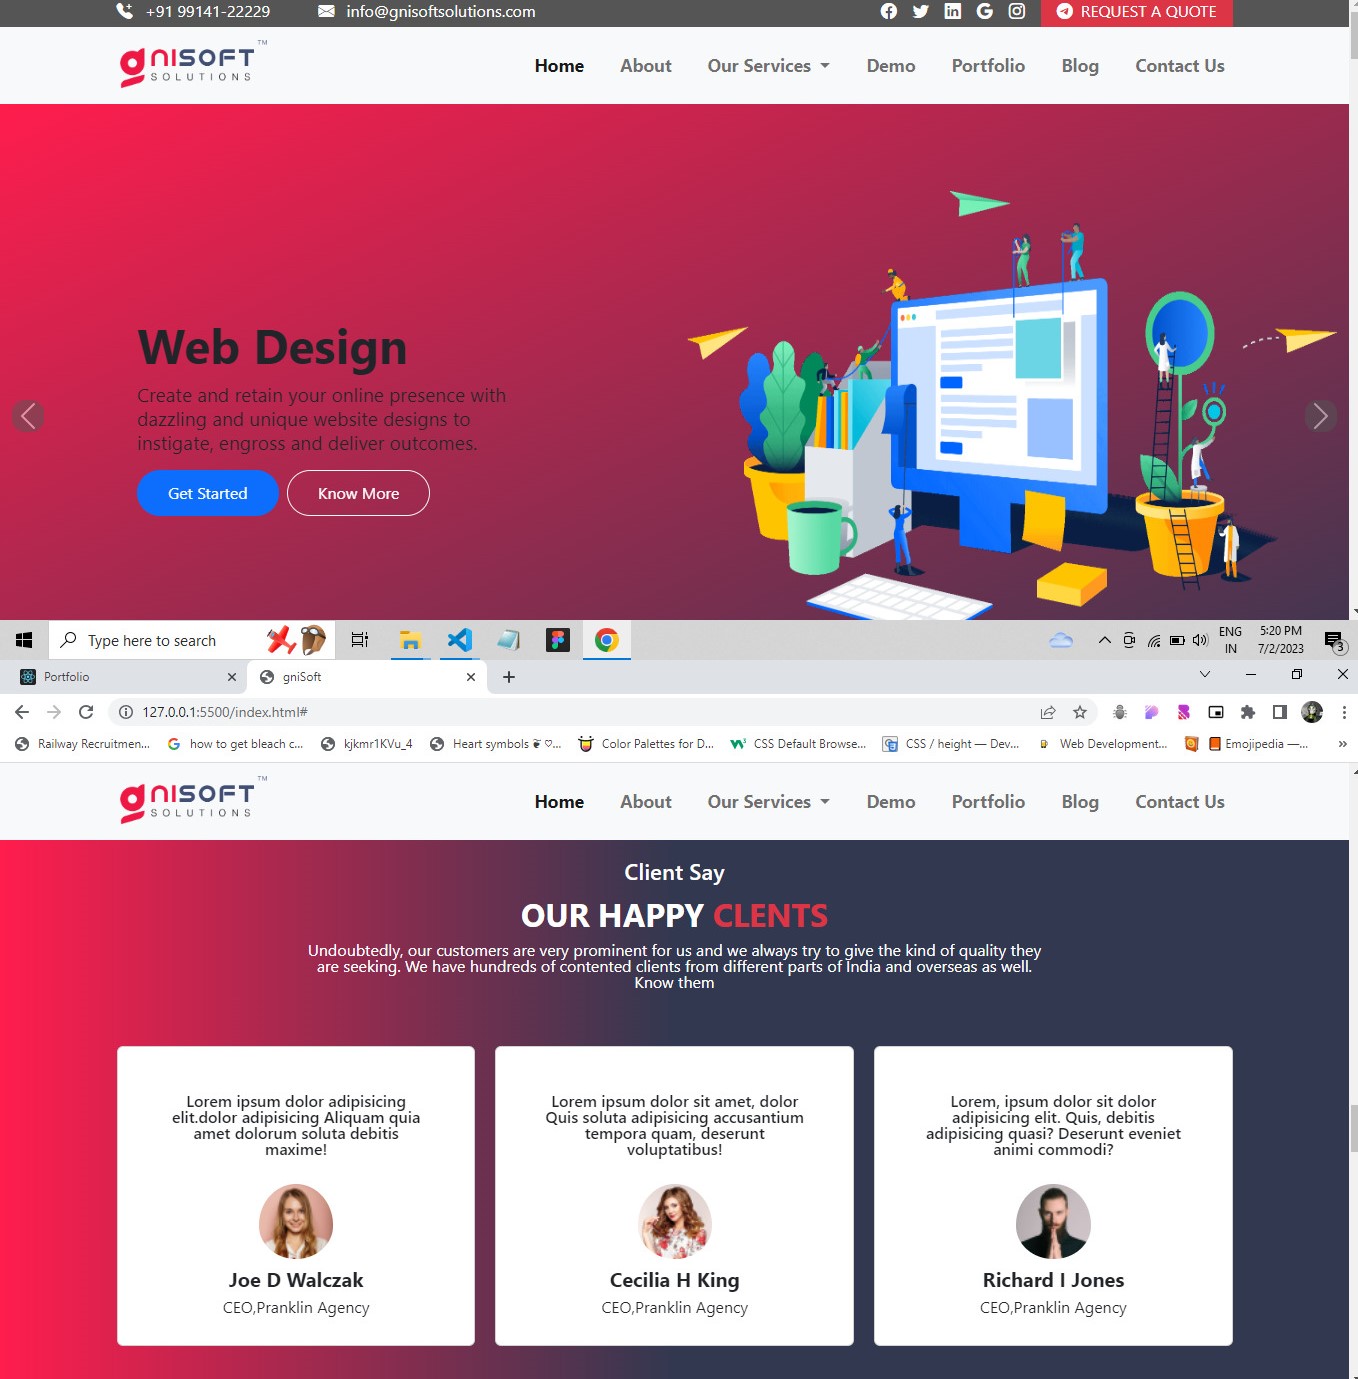 +91 99141-22229 info@gnisoftsolutions.com REQUEST A QUOTE
gNISOFT ™
SOLUTIONS
Home About Our Services Demo Portfolio Blog Contact Us
Web Design
Create and retain your online presence with
dazzling and unique website designs to
instigate, engross and deliver outcomes.
Get Started Know More
Type here to search
ENG
IN
5:20 PM
7/2/2023
3
Portfolio gniSoft
127.0.0.1:5500/index.html#
Railway Recruitmen... how to get bleach c... kjkmr1KVu_4 Heart symbols ❦ ♡... Color Palettes for D... CSS Default Browse... CSS / height — Dev... Web Development... Emojipedia —... »
gNISOFT ™
SOLUTIONS
Home About Our Services Demo Portfolio Blog Contact Us
Client Say
OUR HAPPY CLENTS
Undoubtedly, our customers are very prominent for us and we always try to give the kind of quality they
are seeking. We have hundreds of contented clients from different parts of India and overseas as well.
Know them
Lorem ipsum dolor adipisicing
elit.dolor adipisicing Aliquam quia
amet dolorum soluta debitis
maxime!
Joe D Walczak
CEO,Pranklin Agency
Lorem ipsum dolor sit amet, dolor
Quis soluta adipisicing accusantium
tempora quam, deserunt
voluptatibus!
Cecilia H King
CEO,Pranklin Agency
Lorem, ipsum dolor sit dolor
adipisicing elit. Quis, debitis
adipisicing quasi? Deserunt eveniet
animi commodi?
Richard I Jones
CEO,Pranklin Agency